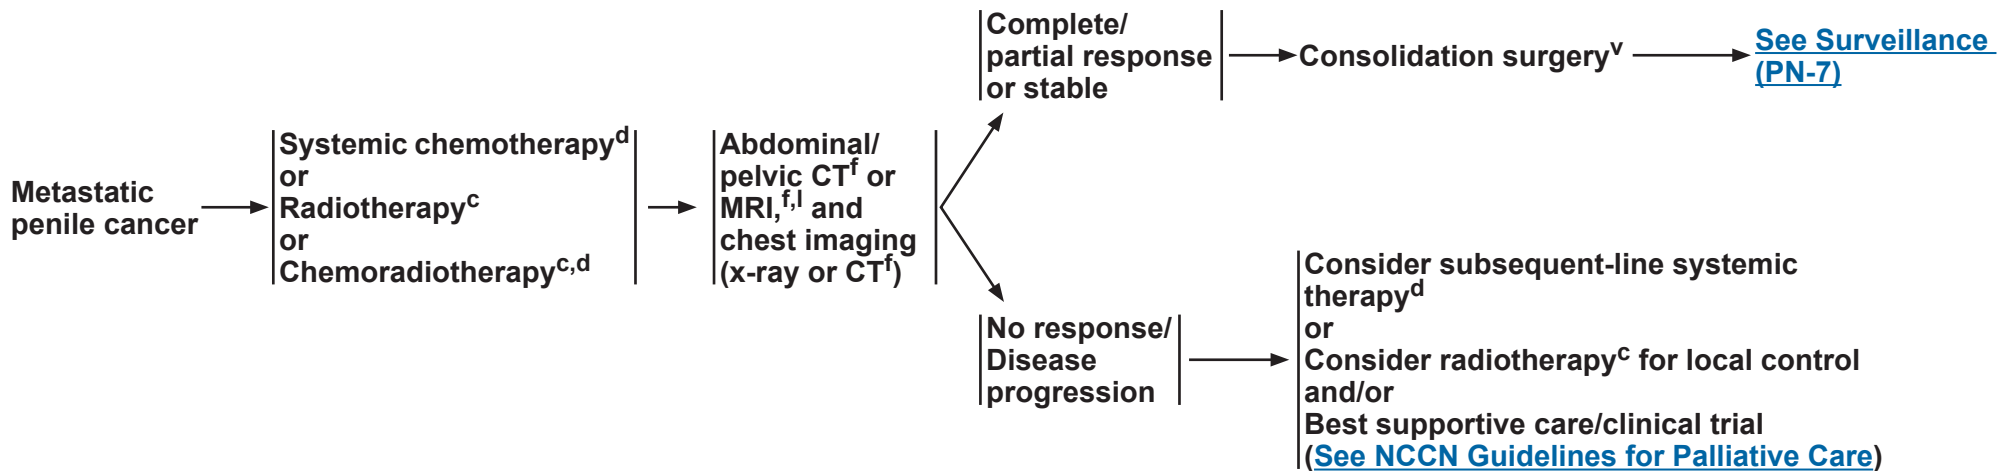 Metastatic
penile cancer
Systemic chemotherapyd
or
Radiotherapyc
or
Chemoradiotherapyc,d
Abdominal/
pelvic CTf or
MRI,f,l and
chest imaging
(x-ray or CTf)
Complete/
partial response
or stable
Consolidation surgeryv
See Surveillance
(PN-7)
No response/
Disease
progression
Consider subsequent-line systemic
therapyd
or
Consider radiotherapyc for local control
and/or
Best supportive care/clinical trial
(See NCCN Guidelines for Palliative Care)